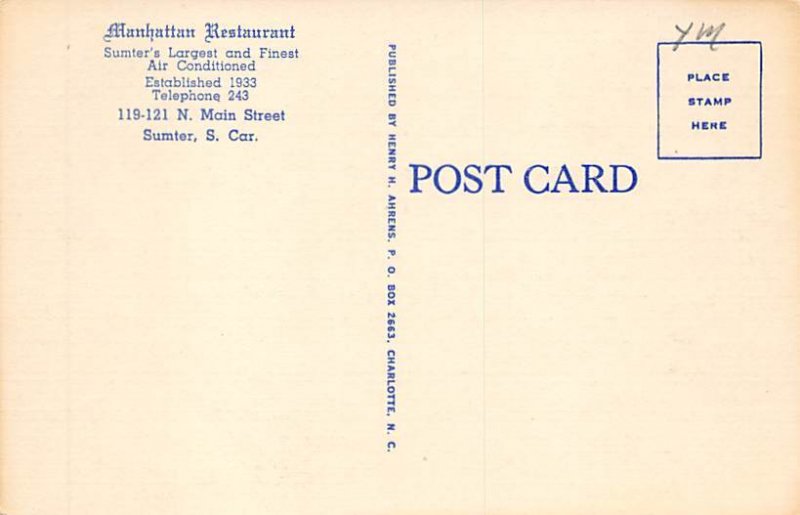 Manhattan Restaurant
Sumter's Largest and Finest
Air Conditioned
Established 1933
Telephone 243
119-121 N. Main Street
Sumter, S. Car.
PUBLISHED BY HENRY H. AHRENS, P. O. BOX 2663, CHARLOTTE, N. C.
POST CARD
YM
PLACE
STAMP
HERE